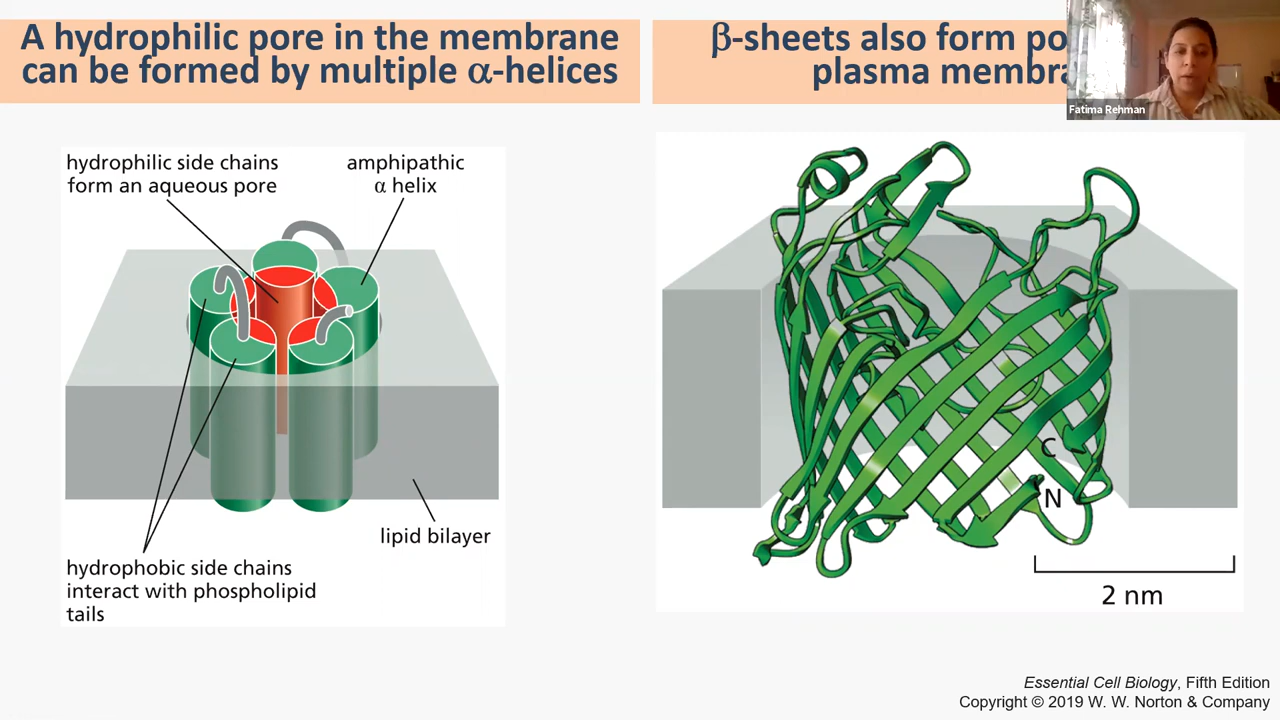 A hydrophilic pore in the membrane
can be formed by multiple α-helices
β-sheets also form
plasma
Fatima Rehman
hydrophilic side chains
form an aqueous pore
amphipathic
α helix
lipid bilayer
hydrophobic side chains
interact with phospholipid
tails
C
N
2 nm
Essential Cell Biology, Fifth Edition
Copyright © 2019 W. W. Norton & Company